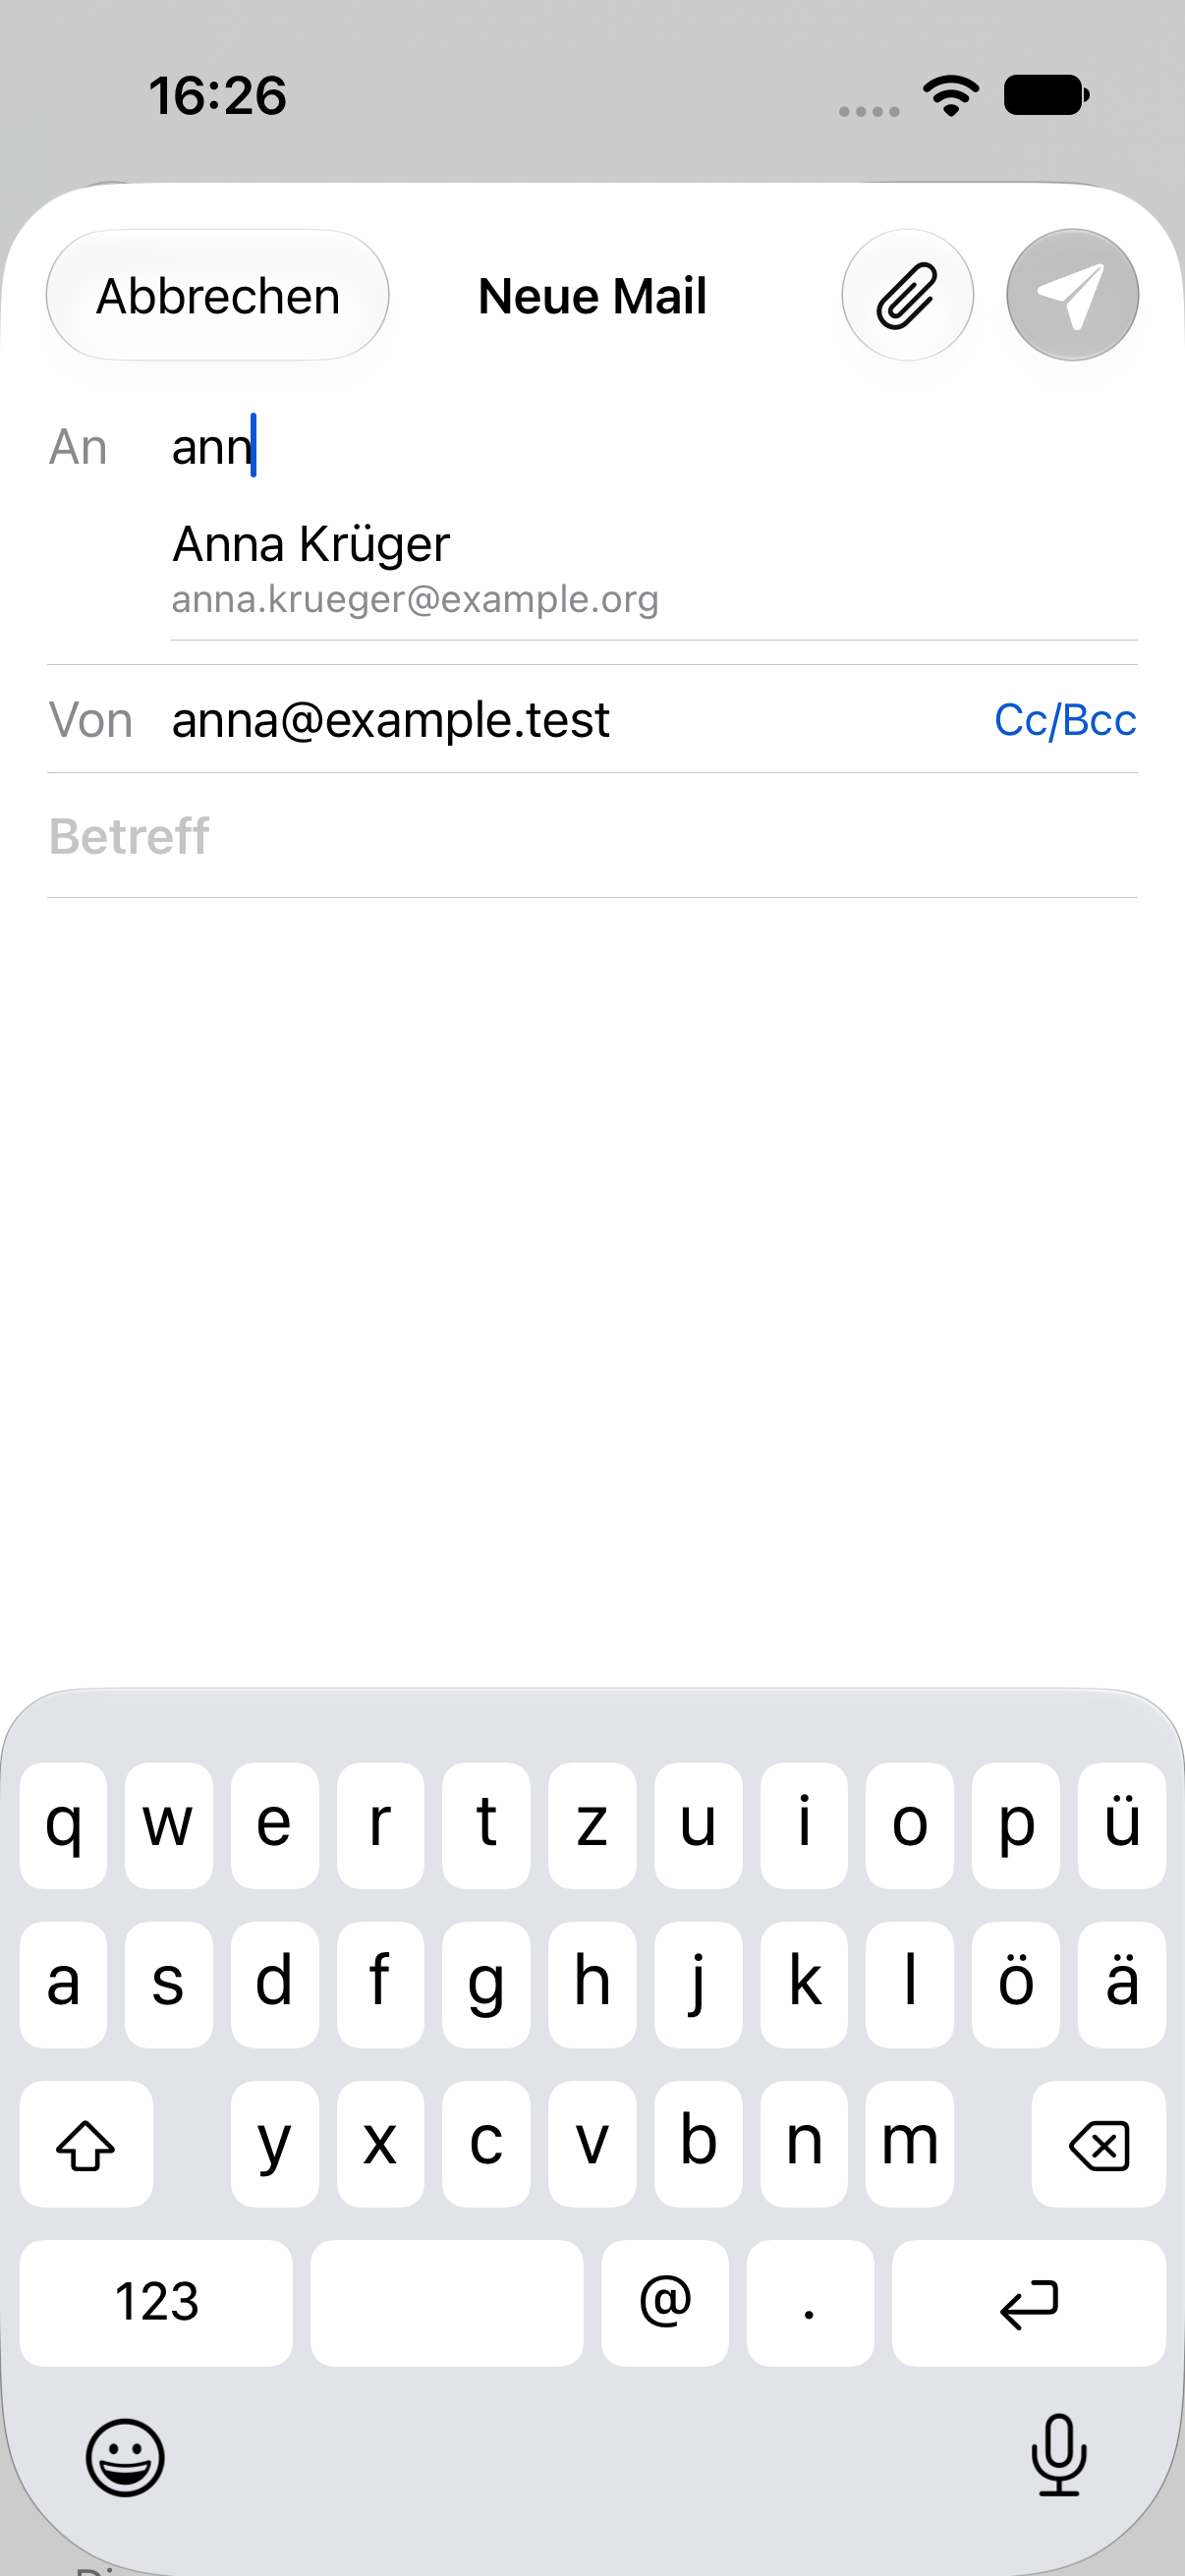 16:26
Abbrechen Neue Mail
An ann
Anna Krüger
anna.krueger@example.org
Von anna@example.test Cc/Bcc
Betreff
q w e r t z u i o p ü
a s d f g h j k l ö ä
y x c v b n m
123 @ .